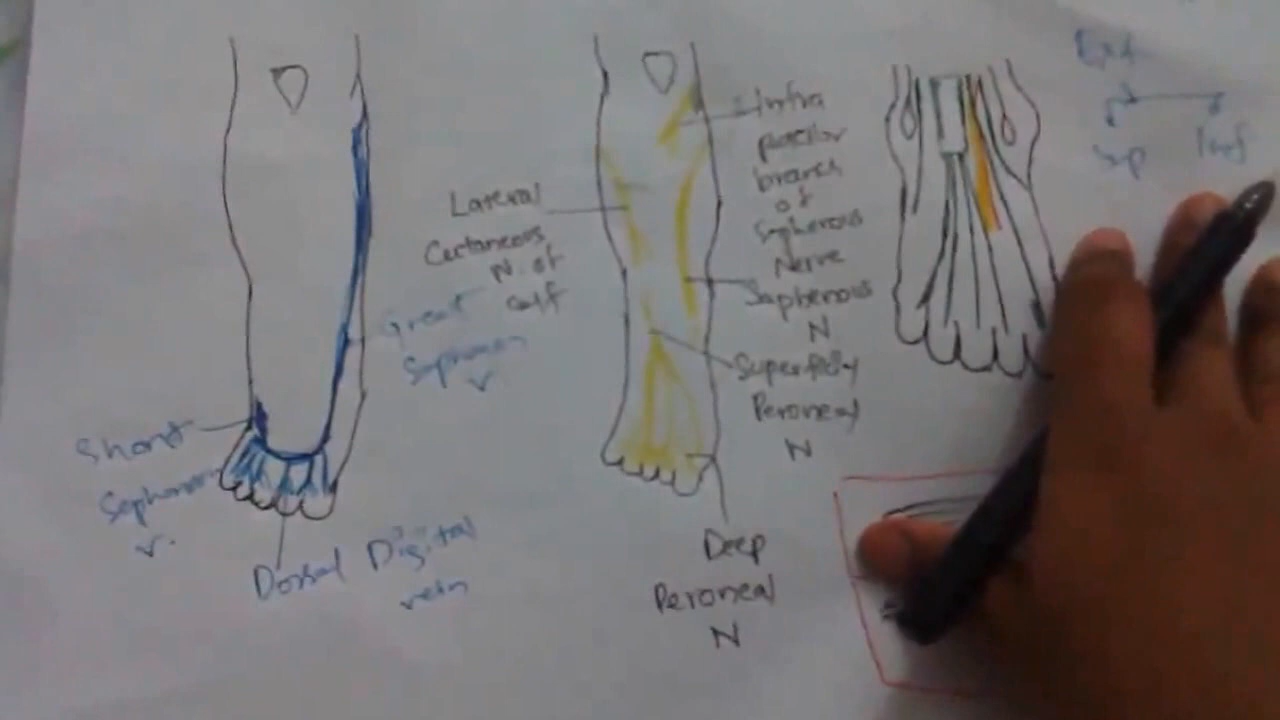 Short
Saphenous
v.
Dorsal Digital
vein
Great
Saphenous
v
Lateral
Cutaneous
N. of
calf
Infra
patellar
branch
of
Saphenous
Nerve
Saphenous
N
Peroneal
N
Deep
Peroneal
N
Ext
Sup
Inf